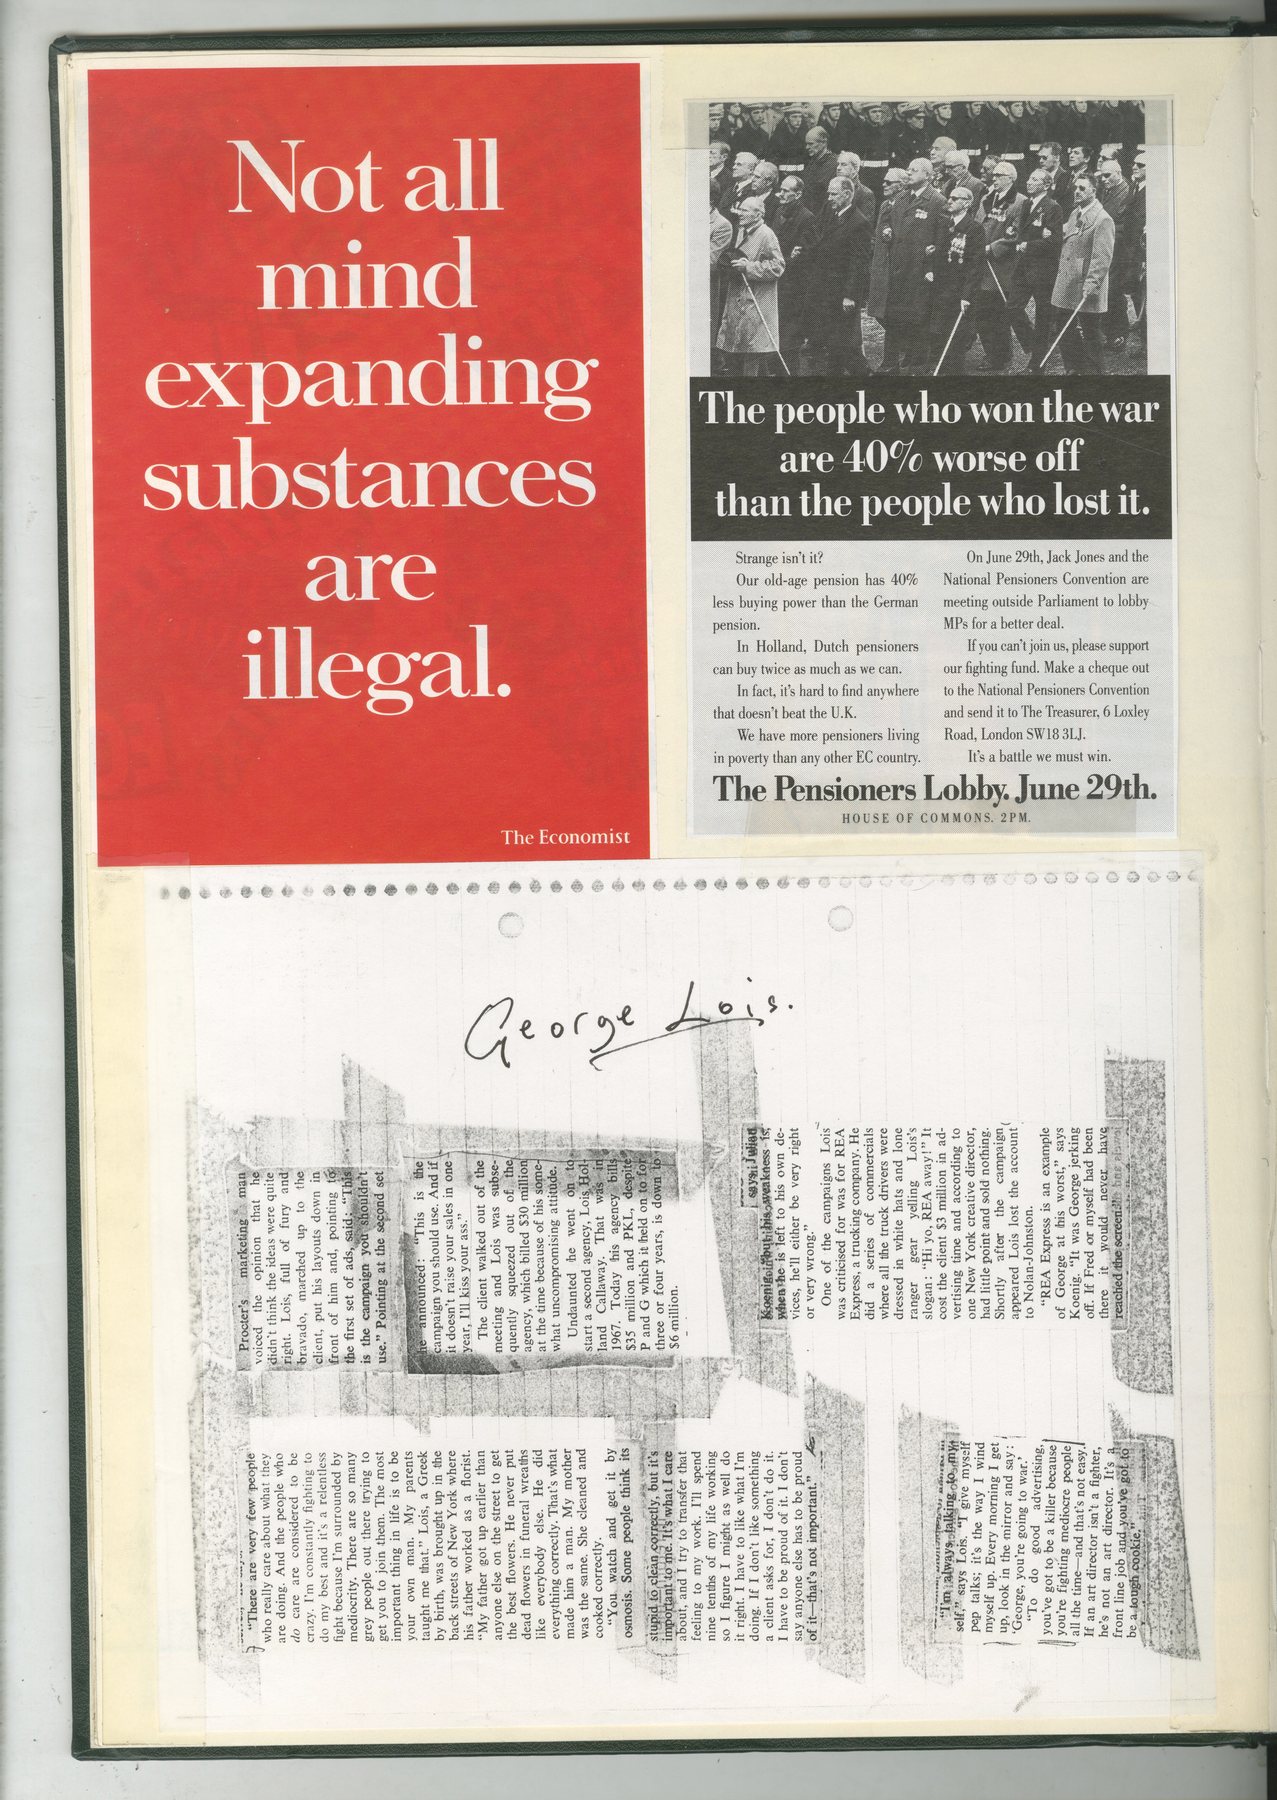 Not all
mind
expanding
substances
are
illegal.
The Economist
The people who won the war
are 40% worse off
than the people who lost it.
Strange isn't it?
Our old-age pension has 40%
less buying power than the German
pension.
In Holland, Dutch pensioners
can buy twice as much as we can.
In fact, it's hard to find anywhere
that doesn't beat the U.K.
We have more pensioners living
in poverty than any other EC country.
On June 29th, Jack Jones and the
National Pensioners Convention are
meeting outside Parliament to lobby
MPs for a better deal.
If you can't join us, please support
our fighting fund. Make a cheque out
to the National Pensioners Convention
and send it to The Treasurer, 6 Loxley
Road, London SW18 3LJ.
It's a battle we must win.
The Pensioners Lobby. June 29th.
HOUSE OF COMMONS. 2PM.
George Lois.
"There are very few people
who really care about what they
are doing. And the people who
do care are considered to be
crazy. I'm constantly fighting to
do my best and it's a relentless
fight because I'm surrounded by
mediocrity. There are so many
grey people out there trying to
get you to join them. The most
important thing in life is to be
your own man. My parents
taught me that." Lois, a Greek
by birth, was brought up in the
back streets of New York where
his father worked as a florist.
"My father got up earlier than
anyone else on the street to get
the best flowers. He never put
dead flowers in funeral wreaths
like everybody else. He did
everything correctly. That's what
made him a man. My mother
was the same. She cleaned and
cooked correctly.
"You watch and get it by
osmosis. Some people think its
stupid to clean correctly, but it's
important to me. It's what I care
about, and I try to transfer that
feeling to my work. I'll spend
nine tenths of my life working
so I figure I might as well do
it right. I have to like what I'm
doing. If I don't like something
a client asks for, I don't do it.
I have to be proud of it. I don't
say anyone else has to be proud
of it—that's not important."
"I'm always talking to my
self," says Lois. "I give myself
pep talks; it's the way I wind
myself up. Every morning I get
up, look in the mirror and say:
'George, you're going to war.'
"To do good advertising,
you've got to be a killer because
you're fighting mediocre people
all the time—and that's not easy.
If an art director isn't a fighter,
he's not an art director. It's a
front line job and you've got to
be a tough cookie."
Procter's marketing man
voiced the opinion that he
didn't think the ideas were quite
right. Lois, full of fury and
bravado, marched up to the
client, put his layouts down in
front of him and, pointing to
the first set of ads, said: "This
is the campaign you shouldn't
use." Pointing at the second set
he announced: "This is the
campaign you should use. And if
it doesn't raise your sales in one
year, I'll kiss your ass."
The client walked out of the
meeting and Lois was subse-
quently squeezed out of the
agency, which billed $30 million
at the time because of his some-
what uncompromising attitude.
Undaunted he went on to
start a second agency, Lois Hol-
land Callaway. That was in
1967. Today his agency bills
$35 million and PKL, despite
P and G which it held on to for
three or four years, is down to
$6 million.
says Julian
Koenig, "but his weakness is,
when he is left to his own de-
vices, he'll either be very right
or very wrong."
One of the campaigns Lois
was criticised for was for REA
Express, a trucking company. He
did a series of commercials
where all the truck drivers were
dressed in white hats and lone
ranger gear yelling Lois's
slogan: "Hi yo, REA away!" It
cost the client $3 million in ad-
vertising time and according to
one New York creative director,
had little point and sold nothing.
Shortly after the campaign
appeared Lois lost the account
to Nolan-Johnson.
"REA Express is an example
of George at his worst," says
Koenig. "It was George jerking
off. If Fred or myself had been
there it would never have
reached the screen."